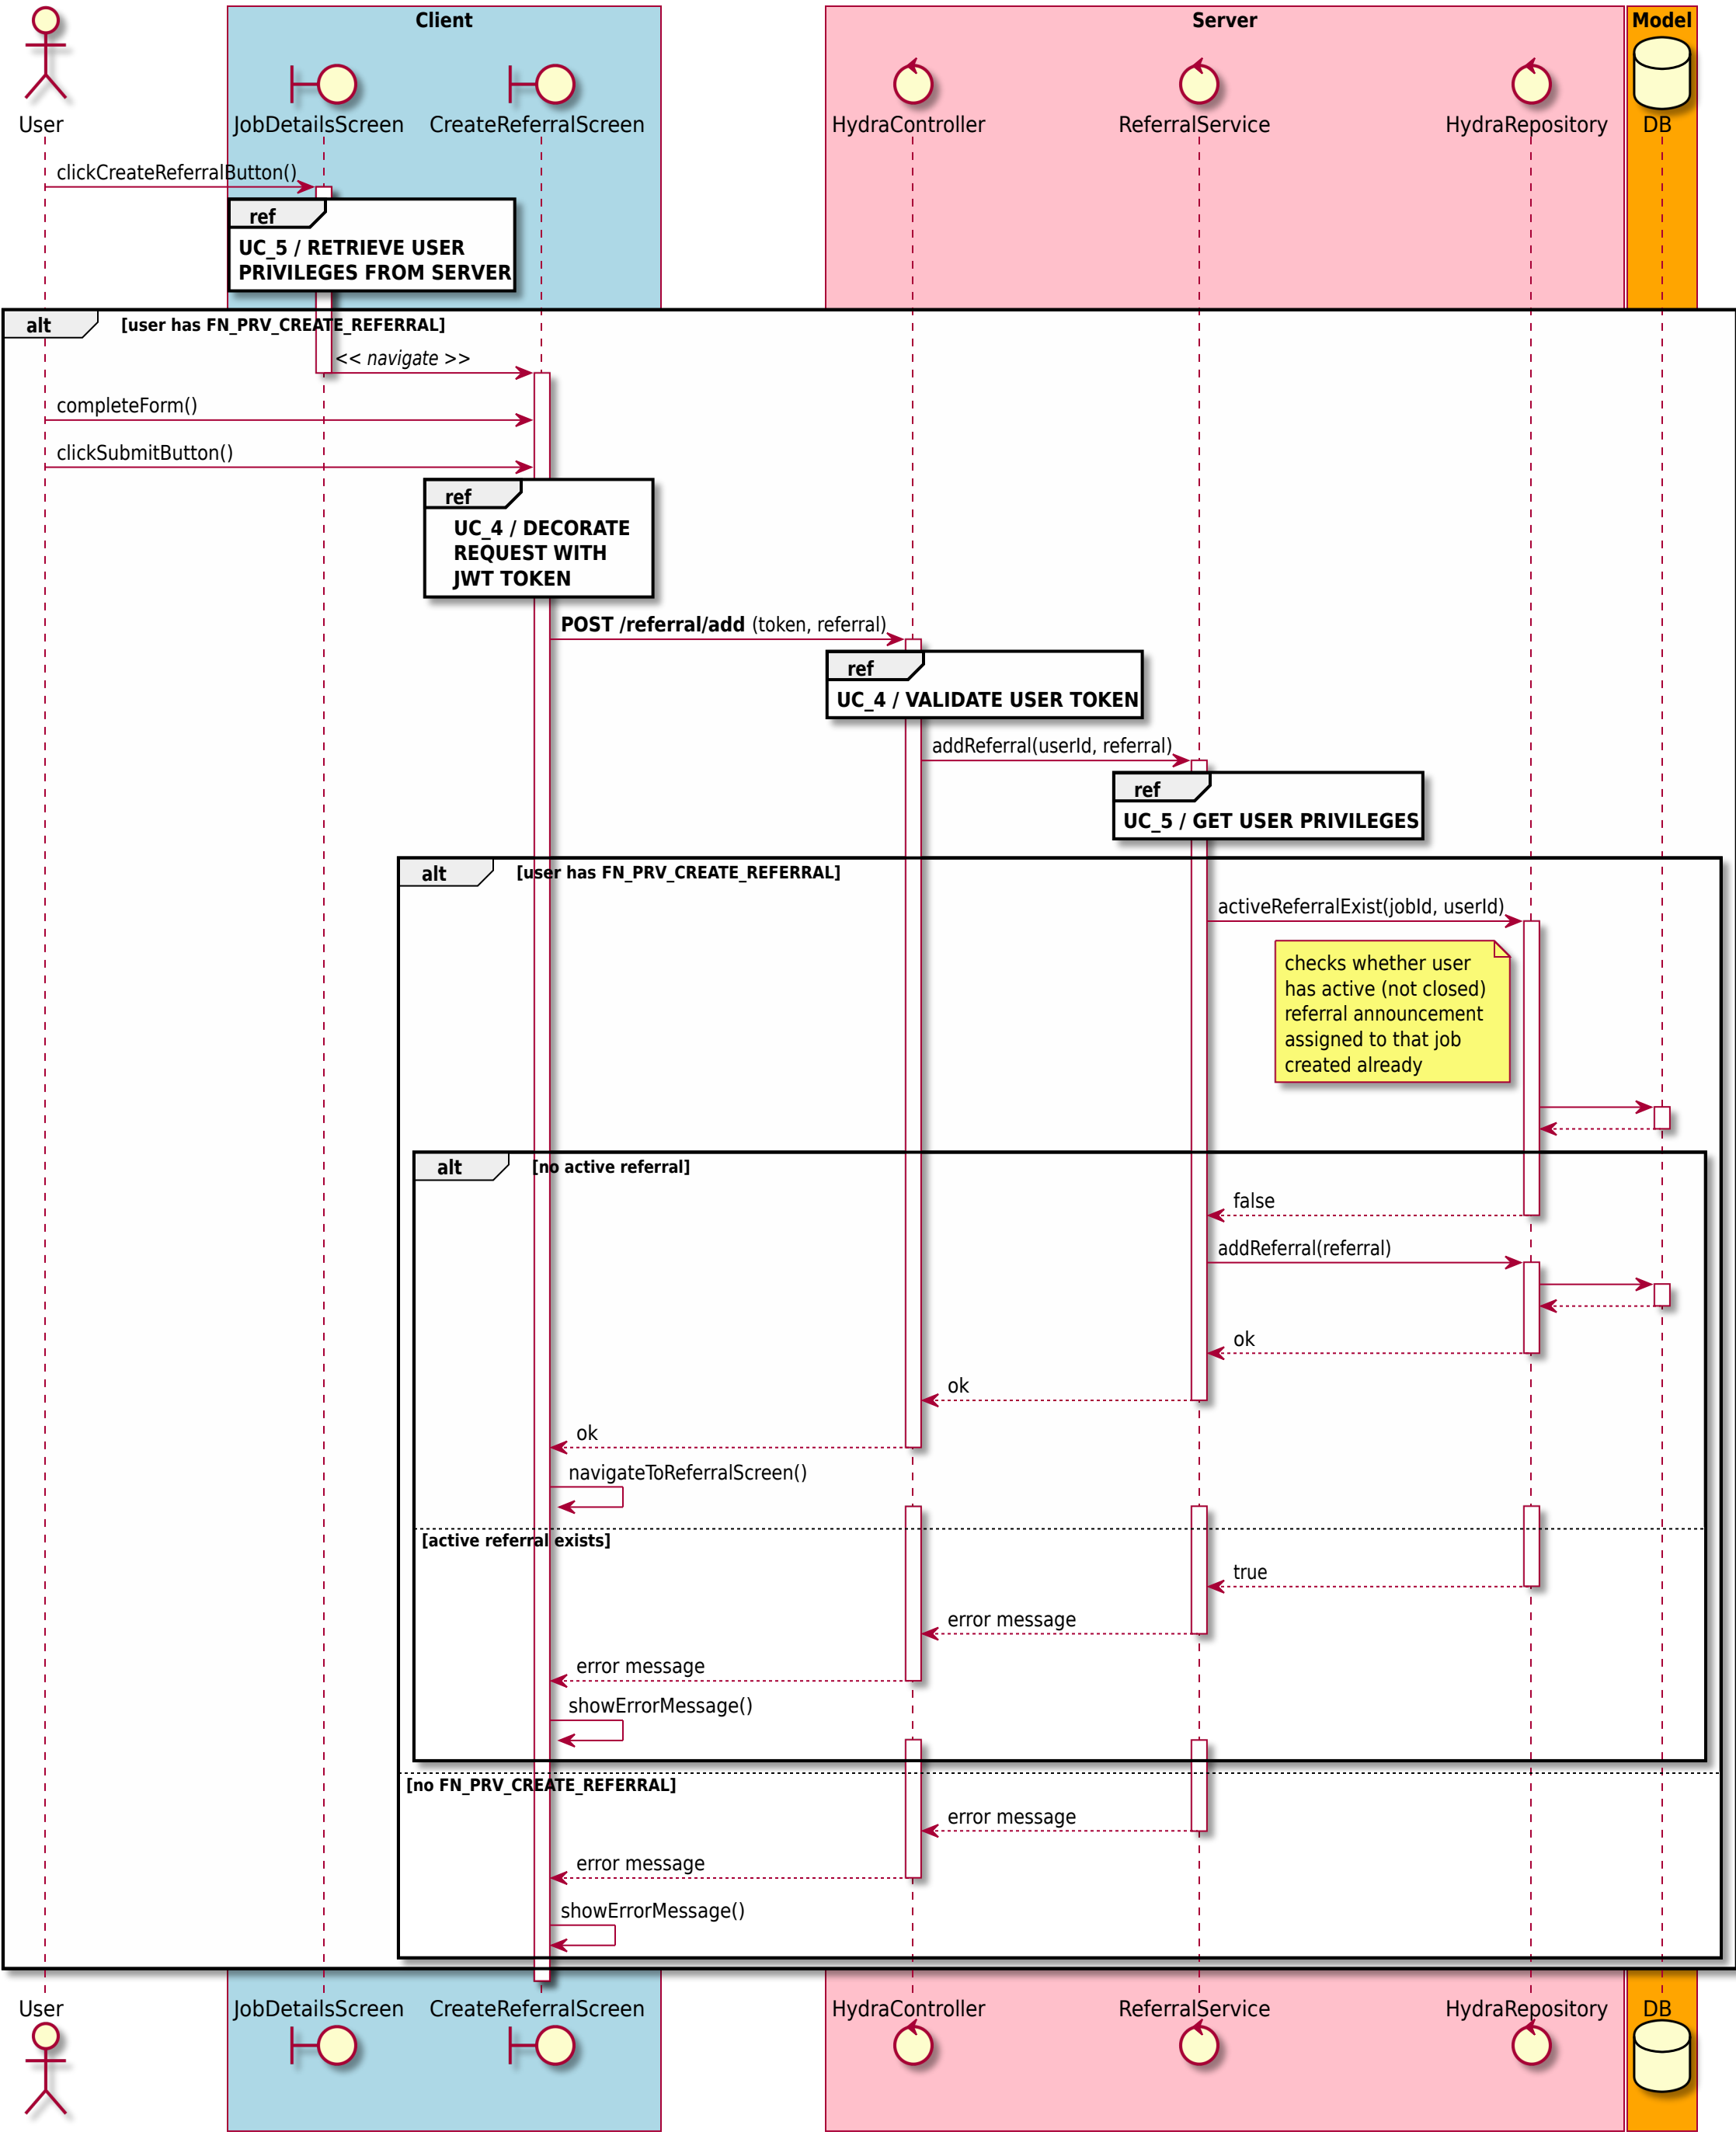 Client
Server
Model
User
JobDetailsScreen
CreateReferralScreen
HydraController
ReferralService
HydraRepository
DB
clickCreateReferralButton()
ref
UC_5 / RETRIEVE USER
PRIVILEGES FROM SERVER
alt
[user has FN_PRV_CREATE_REFERRAL]
<< navigate >>
completeForm()
clickSubmitButton()
ref
UC_4 / DECORATE
REQUEST WITH
JWT TOKEN
POST /referral/add (token, referral)
ref
UC_4 / VALIDATE USER TOKEN
addReferral(userId, referral)
ref
UC_5 / GET USER PRIVILEGES
alt
[user has FN_PRV_CREATE_REFERRAL]
activeReferralExist(jobId, userId)
checks whether user
has active (not closed)
referral announcement
assigned to that job
created already
alt
[no active referral]
false
addReferral(referral)
ok
ok
ok
navigateToReferralScreen()
[active referral exists]
true
error message
error message
showErrorMessage()
[no FN_PRV_CREATE_REFERRAL]
error message
error message
showErrorMessage()
User
JobDetailsScreen
CreateReferralScreen
HydraController
ReferralService
HydraRepository
DB